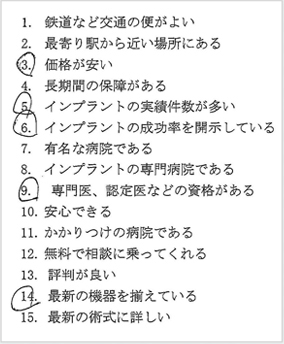 1. 鉄道など交通の便がよい
2. 最寄り駅から近い場所にある
3. 価格が安い
4. 長期間の保障がある
5. インプラントの実績件数が多い
6. インプラントの成功率を開示している
7. 有名な病院である
8. インプラントの専門病院である
9. 専門医、認定医などの資格がある
10. 安心できる
11. かかりつけの病院である
12. 無料で相談に乗ってくれる
13. 評判が良い
14. 最新の機器を揃えている
15. 最新の術式に詳しい